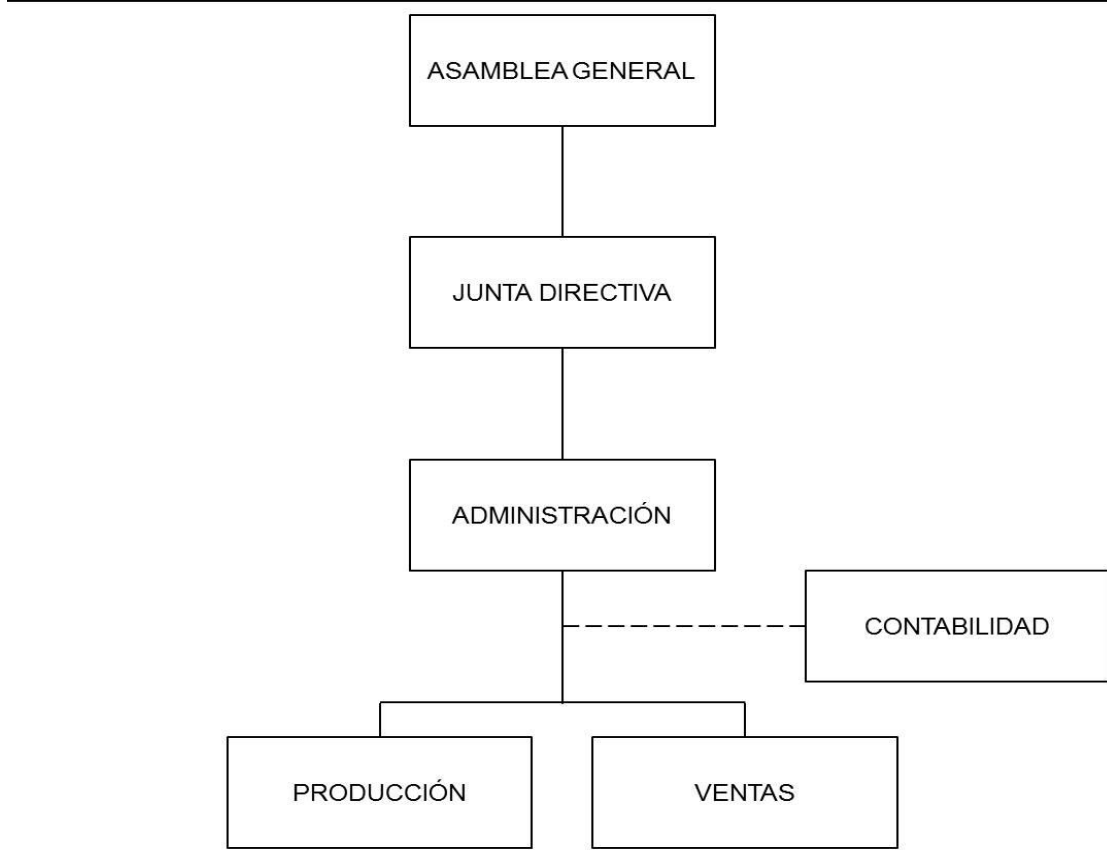 ASAMBLEA GENERAL
JUNTA DIRECTIVA
ADMINISTRACIÓN
CONTABILIDAD
PRODUCCIÓN
VENTAS